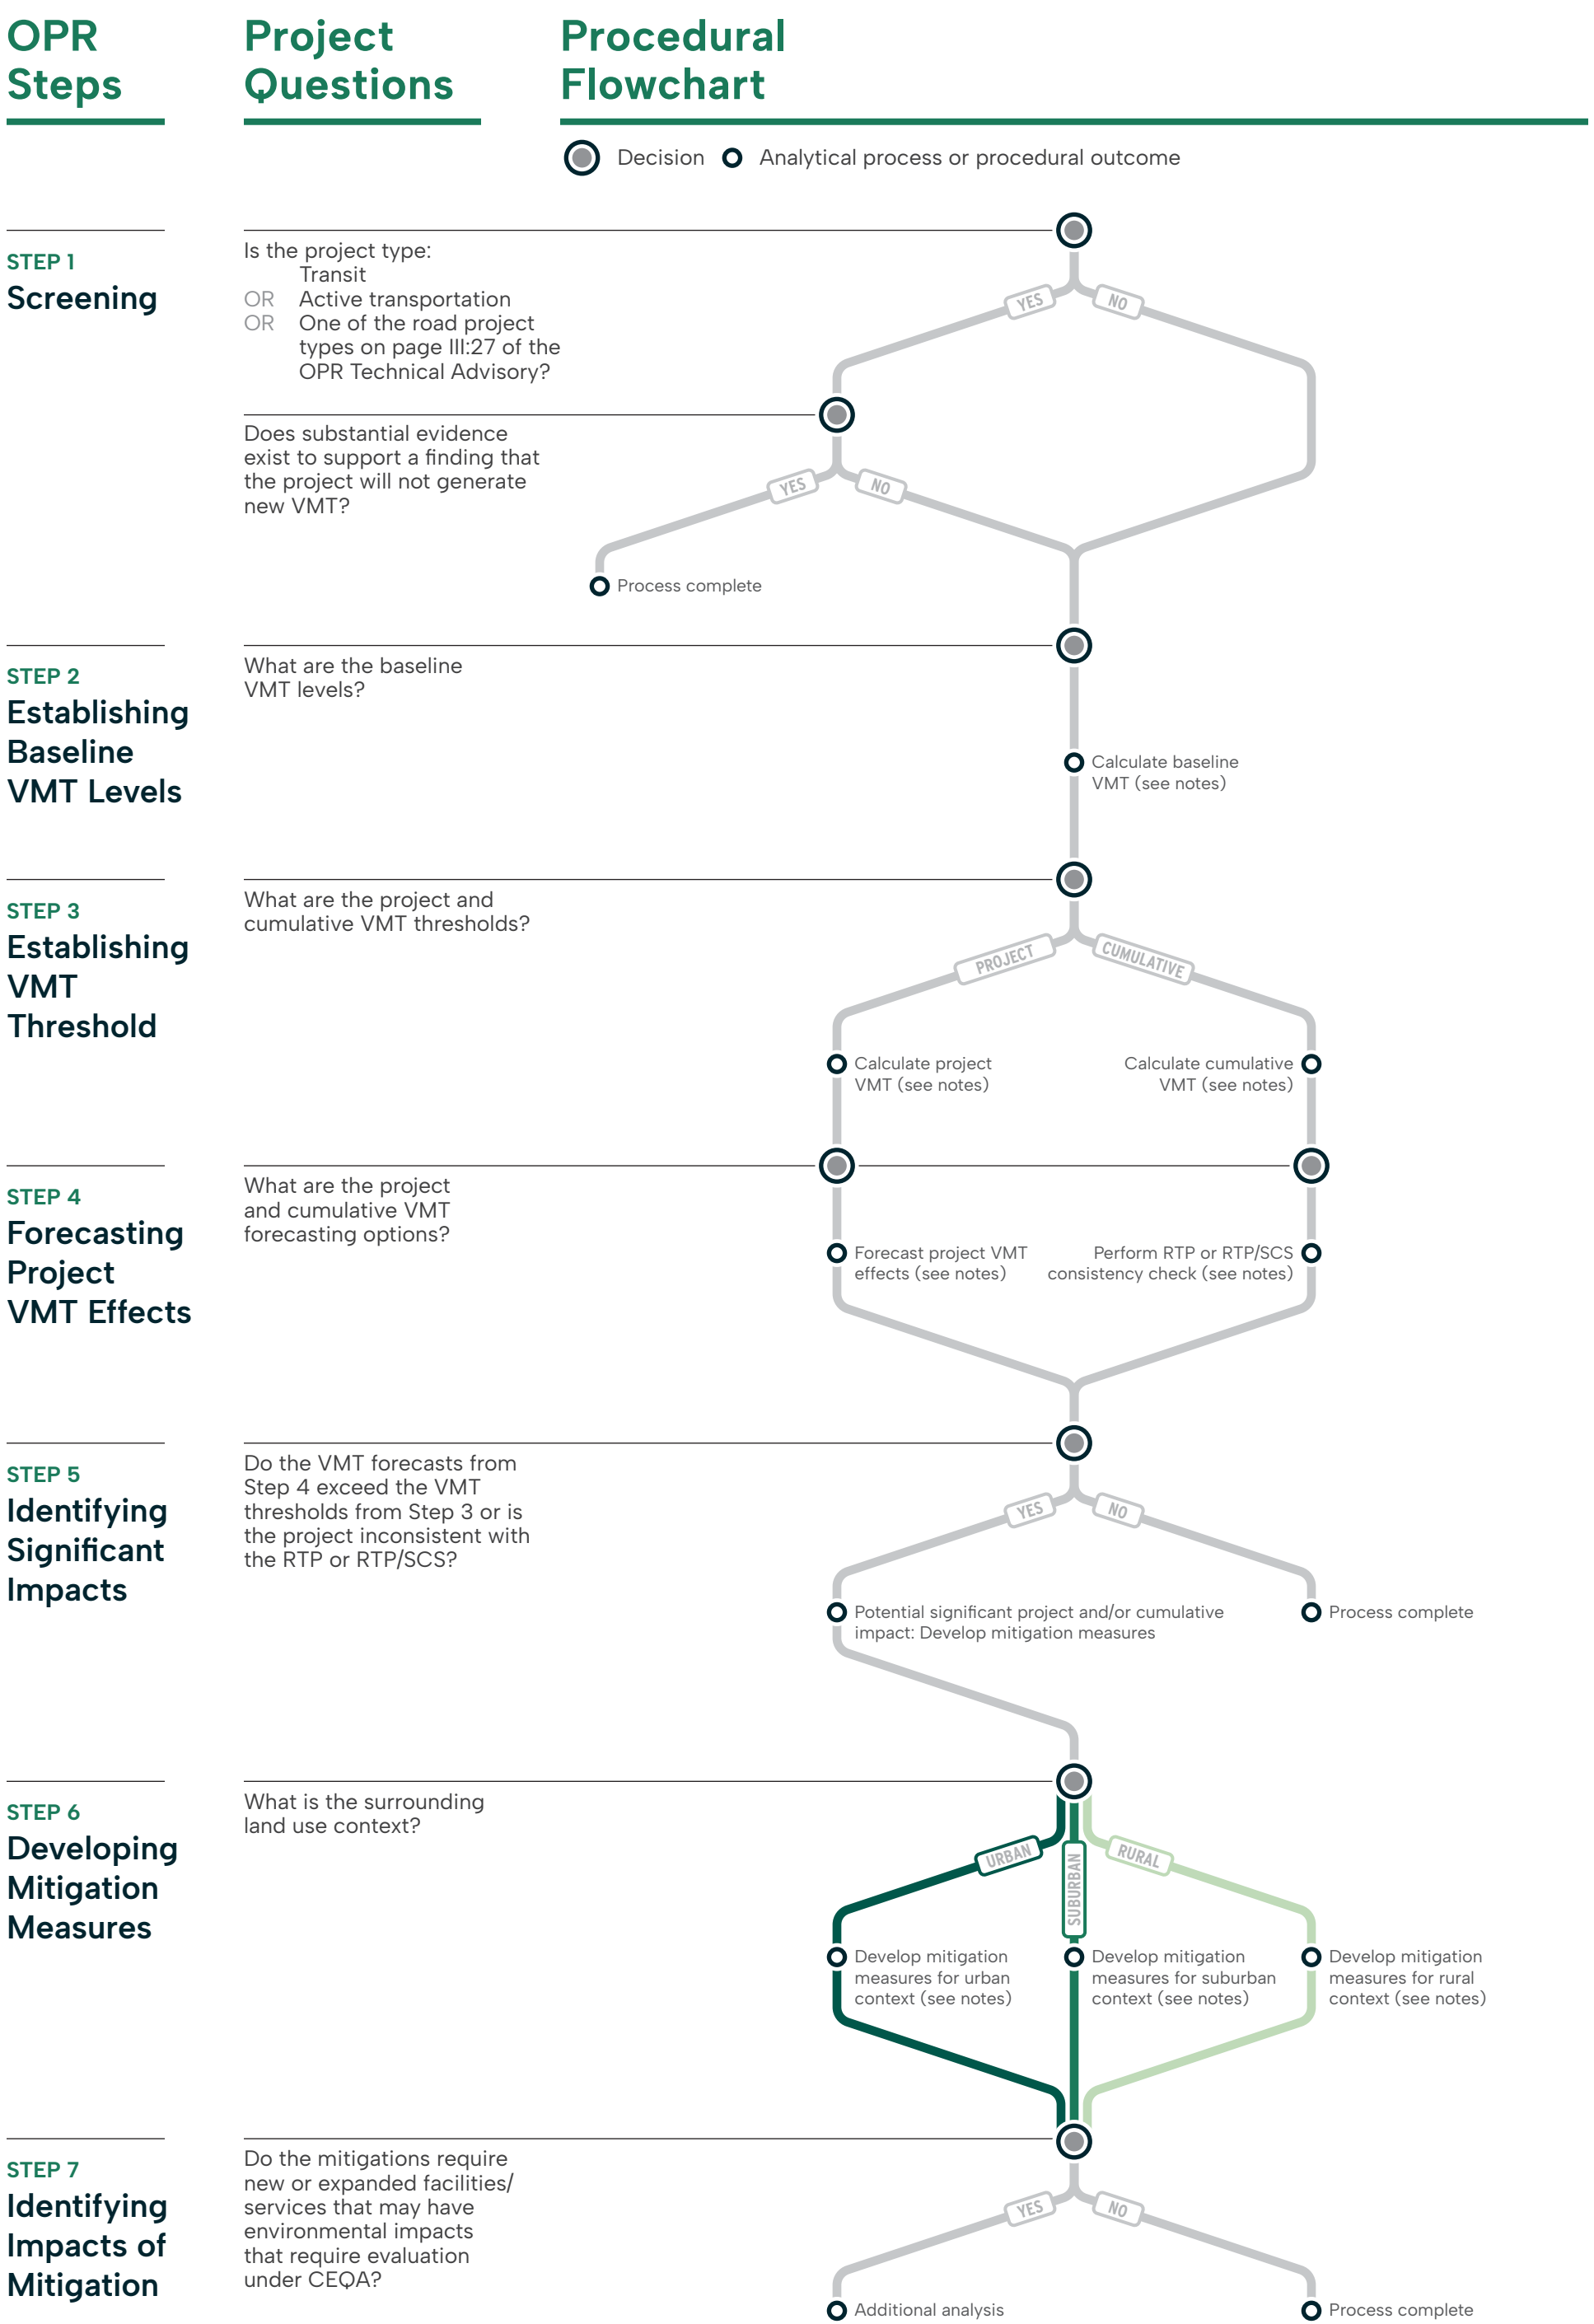 OPR
Steps
Project
Questions
Procedural
Flowchart
Decision
Analytical process or procedural outcome
STEP 1
Screening
Is the project type:
Transit
OR Active transportation
OR One of the road project
types on page III:27 of the
OPR Technical Advisory?
YES
NO
Does substantial evidence
exist to support a finding that
the project will not generate
new VMT?
YES
NO
Process complete
STEP 2
Establishing
Baseline
VMT Levels
What are the baseline
VMT levels?
Calculate baseline
VMT (see notes)
STEP 3
Establishing
VMT
Threshold
What are the project and
cumulative VMT thresholds?
PROJECT
CUMULATIVE
Calculate project
VMT (see notes)
Calculate cumulative
VMT (see notes)
STEP 4
Forecasting
Project
VMT Effects
What are the project
and cumulative VMT
forecasting options?
Forecast project VMT
effects (see notes)
Perform RTP or RTP/SCS
consistency check (see notes)
STEP 5
Identifying
Significant
Impacts
Do the VMT forecasts from
Step 4 exceed the VMT
thresholds from Step 3 or is
the project inconsistent with
the RTP or RTP/SCS?
YES
NO
Potential significant project and/or cumulative
impact: Develop mitigation measures
Process complete
STEP 6
Developing
Mitigation
Measures
What is the surrounding
land use context?
URBAN
SUBURBAN
RURAL
Develop mitigation
measures for urban
context (see notes)
Develop mitigation
measures for suburban
context (see notes)
Develop mitigation
measures for rural
context (see notes)
STEP 7
Identifying
Impacts of
Mitigation
Do the mitigations require
new or expanded facilities/
services that may have
environmental impacts
that require evaluation
under CEQA?
YES
NO
Additional analysis
Process complete